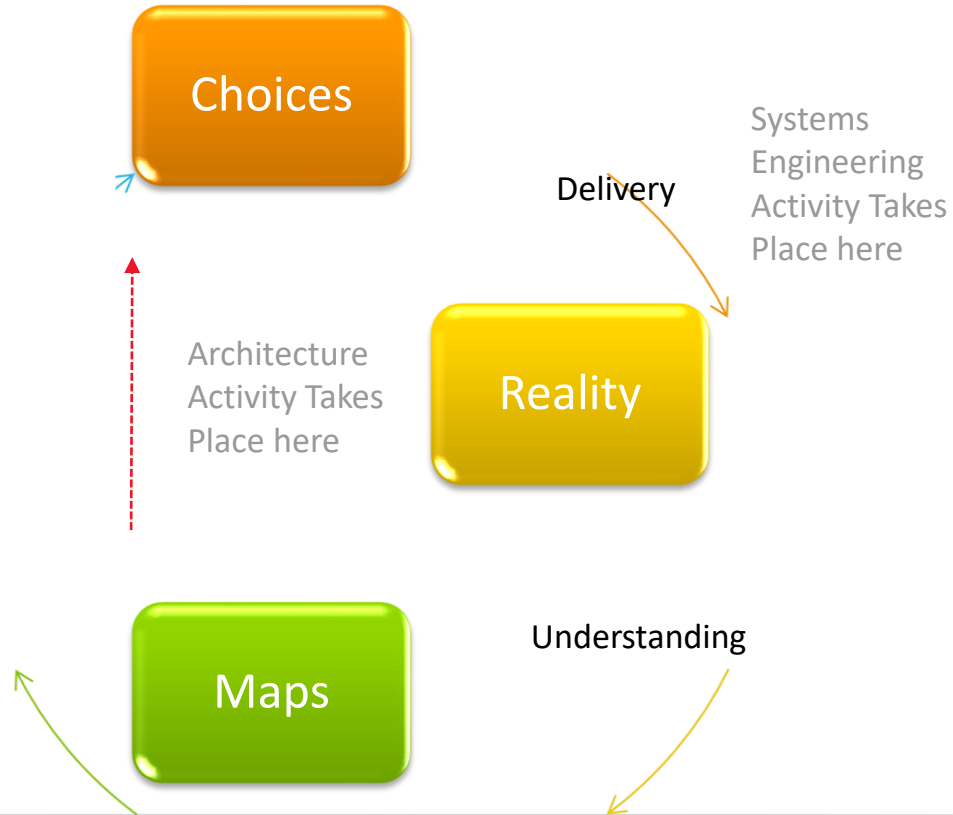 Choices
Delivery
Systems
Engineering
Activity Takes
Place here
Architecture
Activity Takes
Place here
Reality
Understanding
Maps